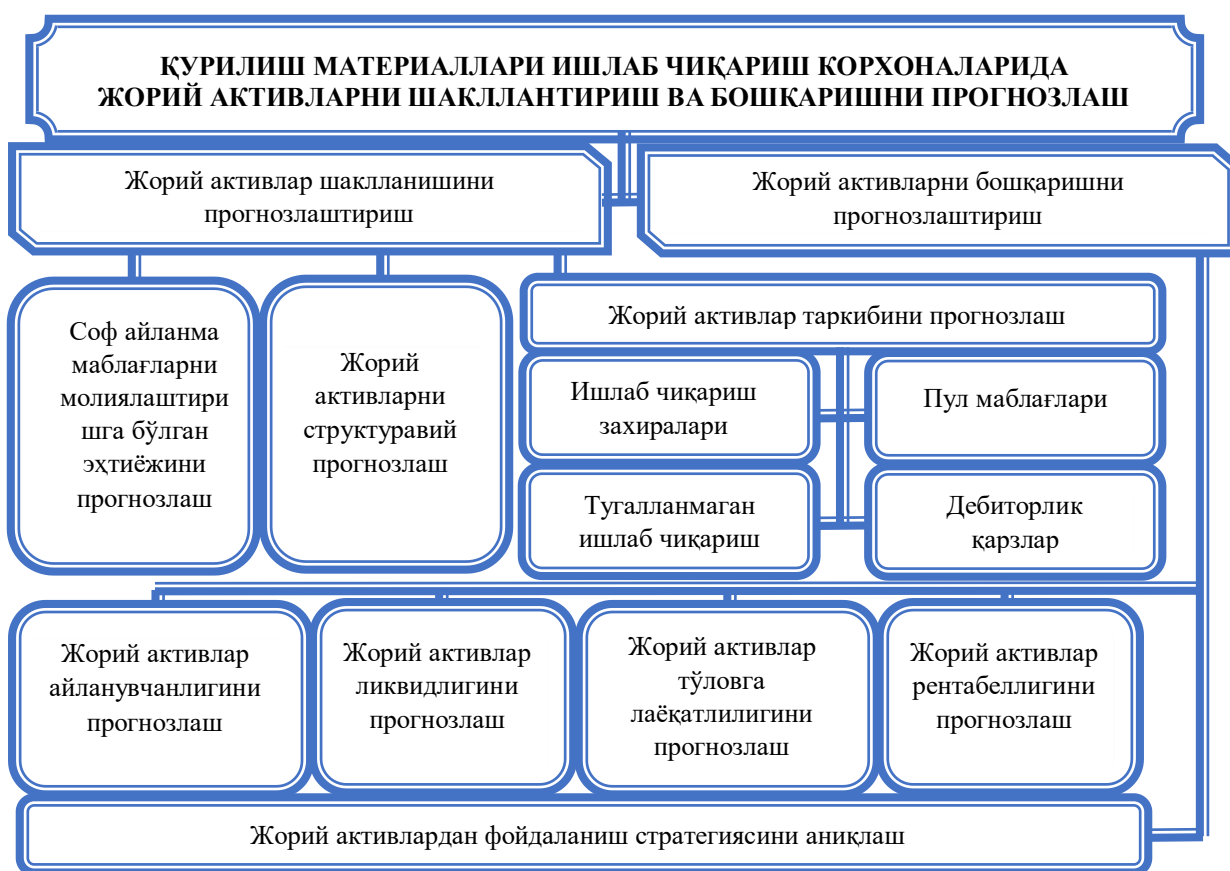 ҚУРИЛИШ МАТЕРИАЛЛАРИ ИШЛАБ ЧИҚАРИШ КОРХОНАЛАРИДА
ЖОРИЙ АКТИВЛАРНИ ШАКЛЛАНТИРИШ ВА БОШҚАРИШНИ ПРОГНОЗЛАШ
Жорий активлар шаклланишини
прогнозлаштириш
Жорий активларни бошқаришни
прогнозлаштириш
Соф айланма
маблағларни
молиялаштири
шга бўлган
эҳтиёжини
прогнозлаш
Жорий
активларни
структуравий
прогнозлаш
Жорий активлар таркибини прогнозлаш
Ишлаб чиқариш
захиралари
Пул маблағлари
Тугалланмаган
ишлаб чиқариш
Дебиторлик
қарзлар
Жорий активлар
айланувчанлигини
прогнозлаш
Жорий активлар
ликвидлигини
прогнозлаш
Жорий активлар
тўловга
лаёқатлилигини
прогнозлаш
Жорий активлар
рентабеллигини
прогнозлаш
Жорий активлардан фойдаланиш стратегиясини аниқлаш